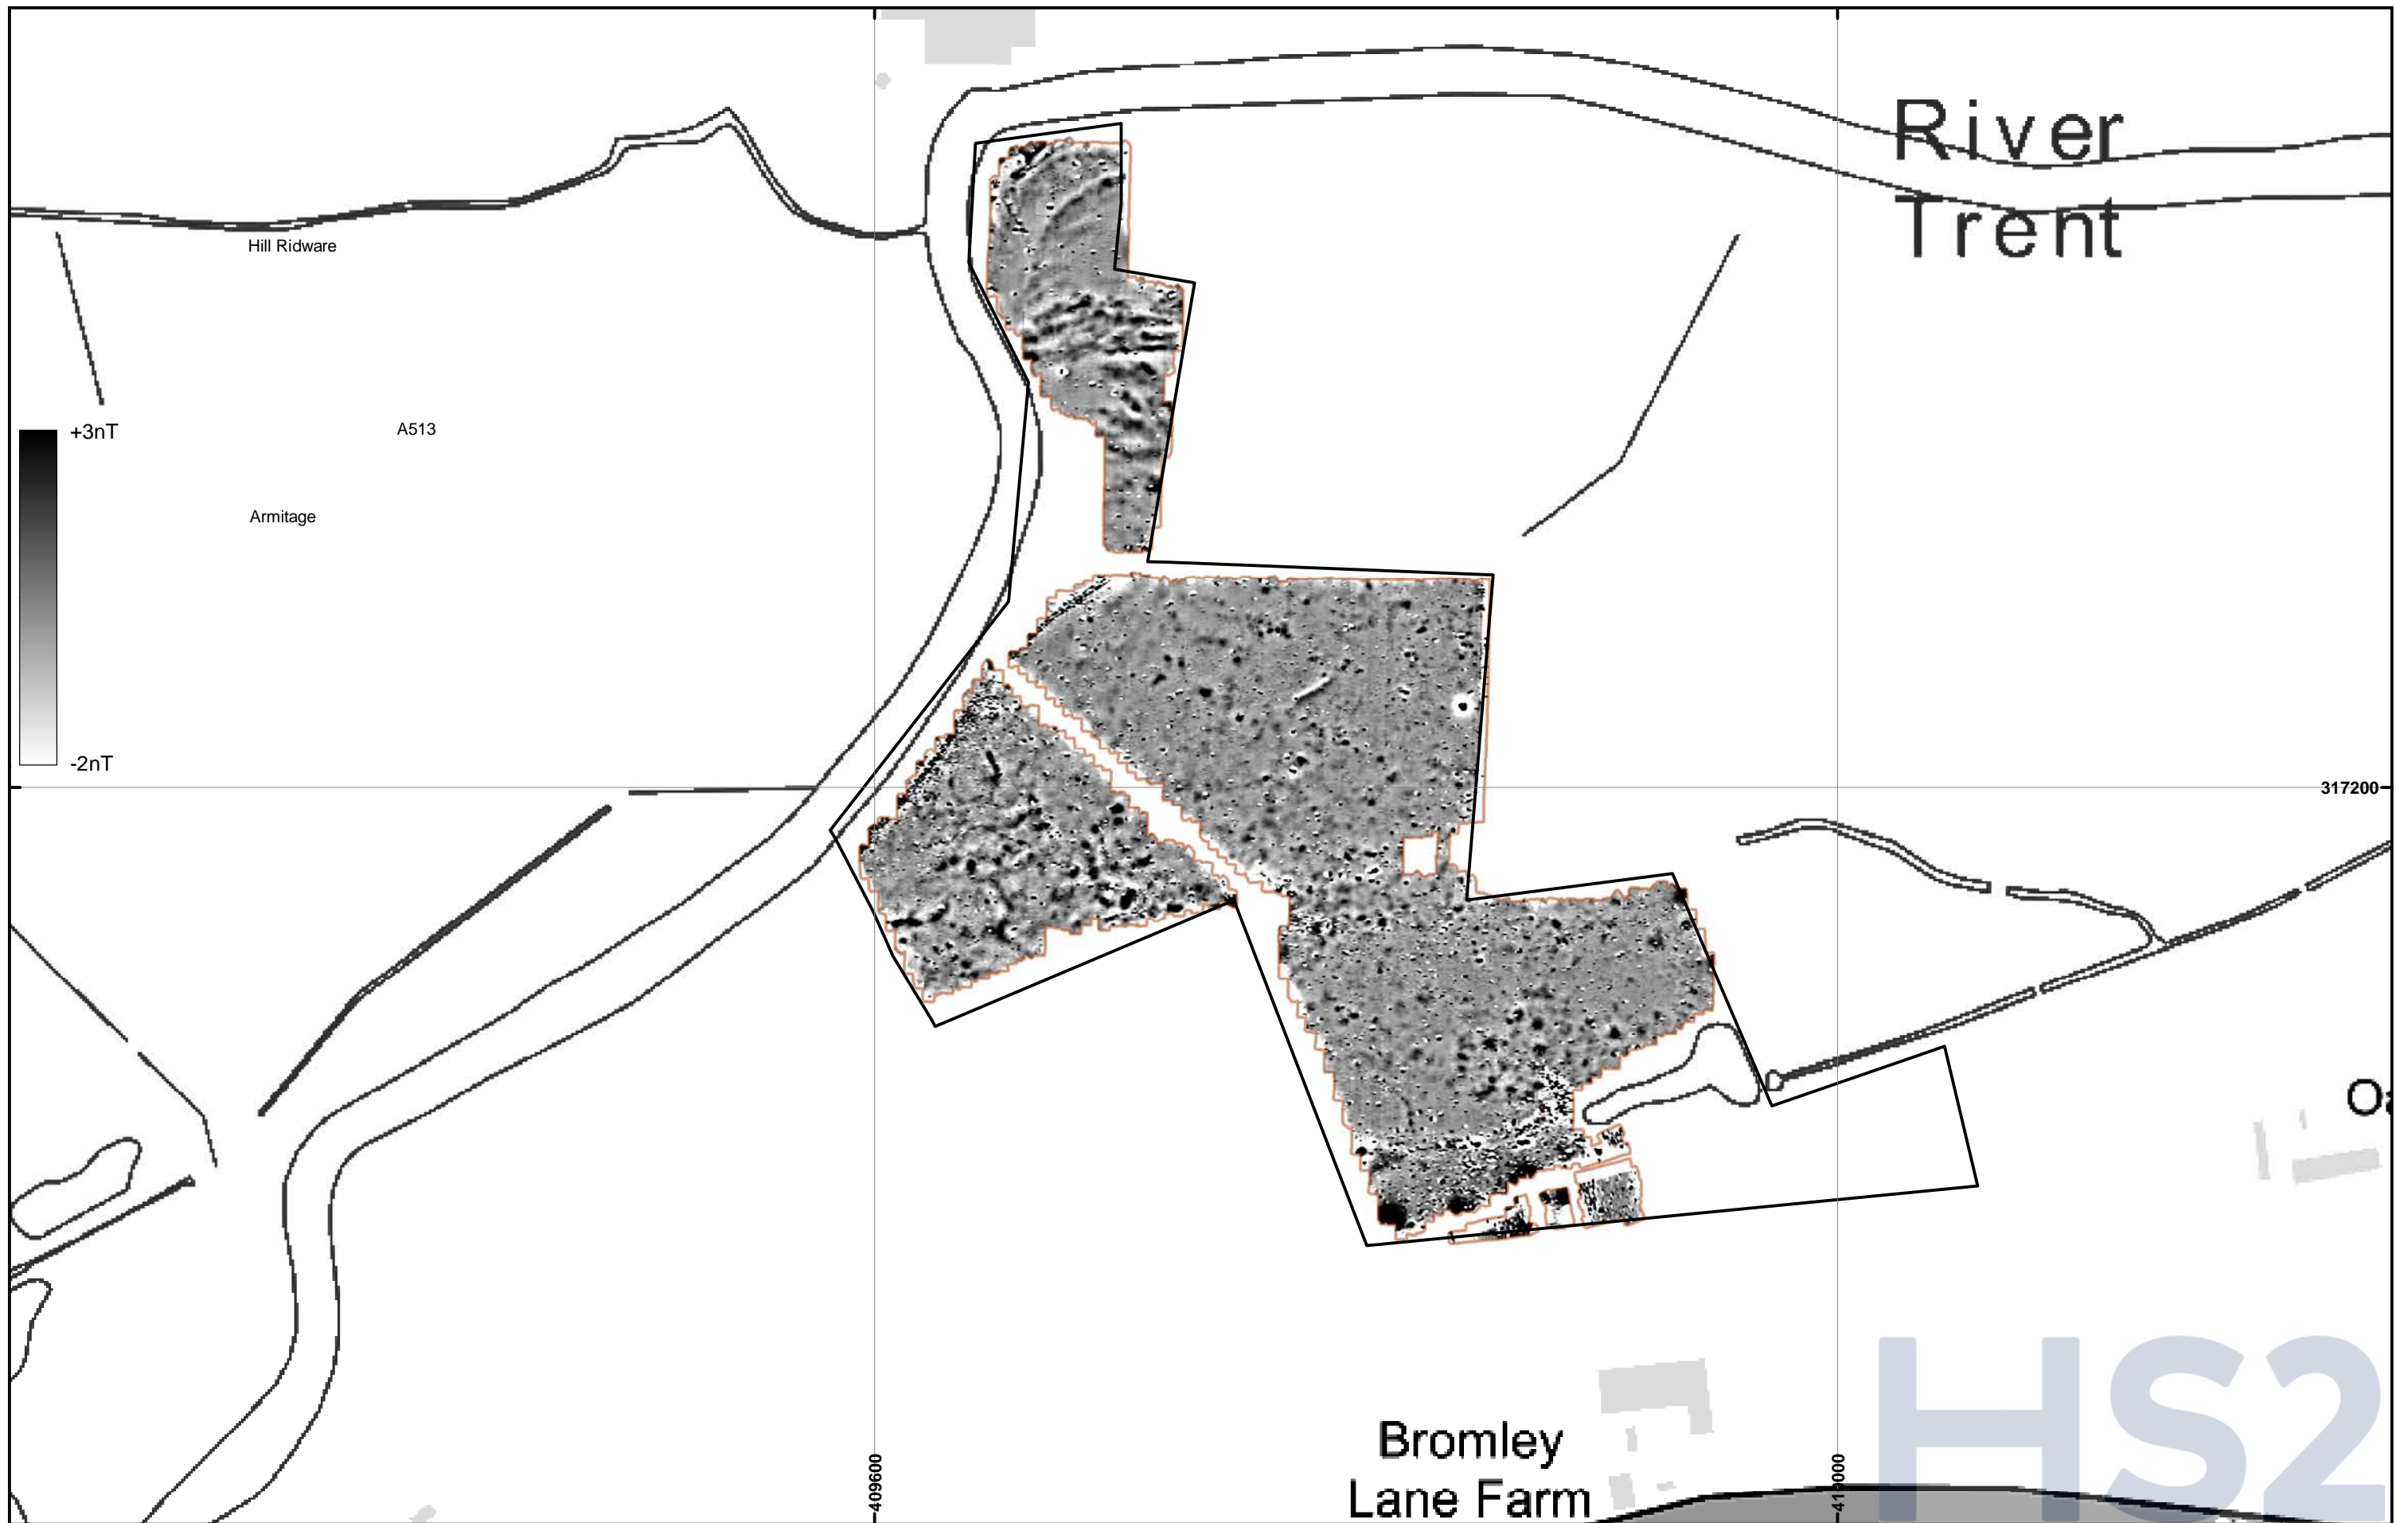 River
Trent
Hill Ridware
A513
+3nT
Armitage
-2nT
317200
Bromley
Lane Farm
409600
410000
HS2